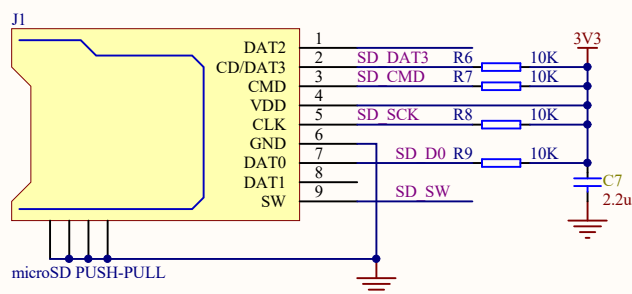 J1
3V3
DAT2 1
CD/DAT3 2 SD_DAT3 R6 10K
CMD 3 SD_CMD R7 10K
VDD 4
CLK 5 SD_SCK R8 10K
GND 6
DAT0 7 SD_D0 R9 10K
DAT1 8
SW 9 SD_SW
C7
2.2u
microSD PUSH-PULL